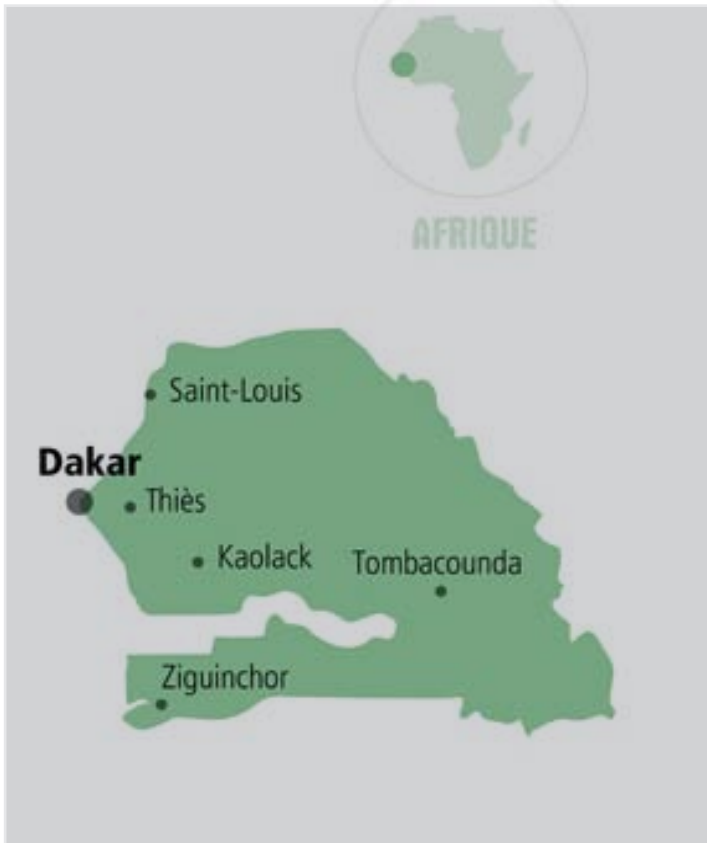 AFRIQUE
Saint-Louis
Dakar
Thiès
Kaolack
Tombacounda
Ziguinchor